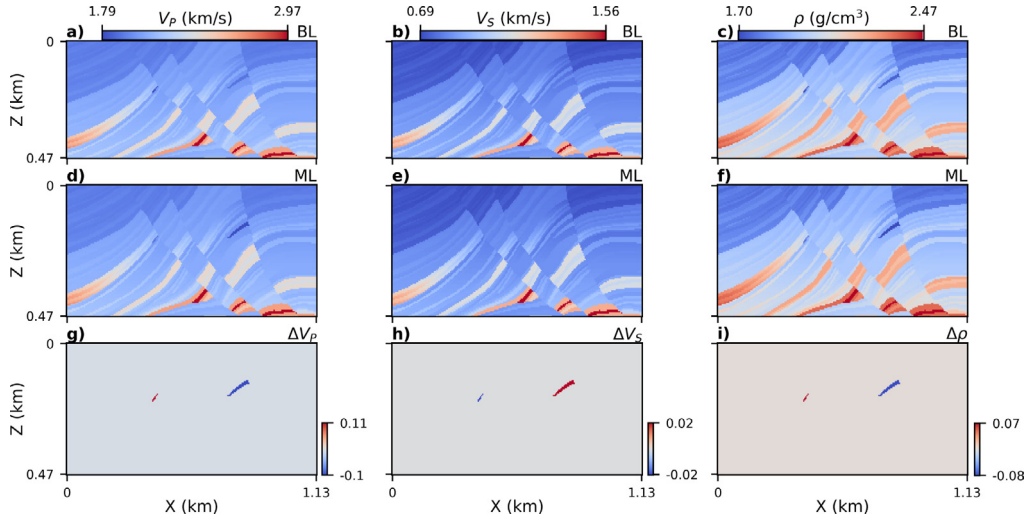 1.79 V_P (km/s) 2.97 0.69 V_S (km/s) 1.56 1.70 ρ (g/cm³) 2.47
a) BL b) BL c) BL
0
Z (km)
0.47
d) ML e) ML f) ML
0
Z (km)
0.47
g) ΔV_P h) ΔV_S i) Δρ
0
Z (km)
0.11 0.02 0.07
-0.1 -0.02 -0.08
0.47
0 1.13 0 1.13 0 1.13
X (km) X (km) X (km)